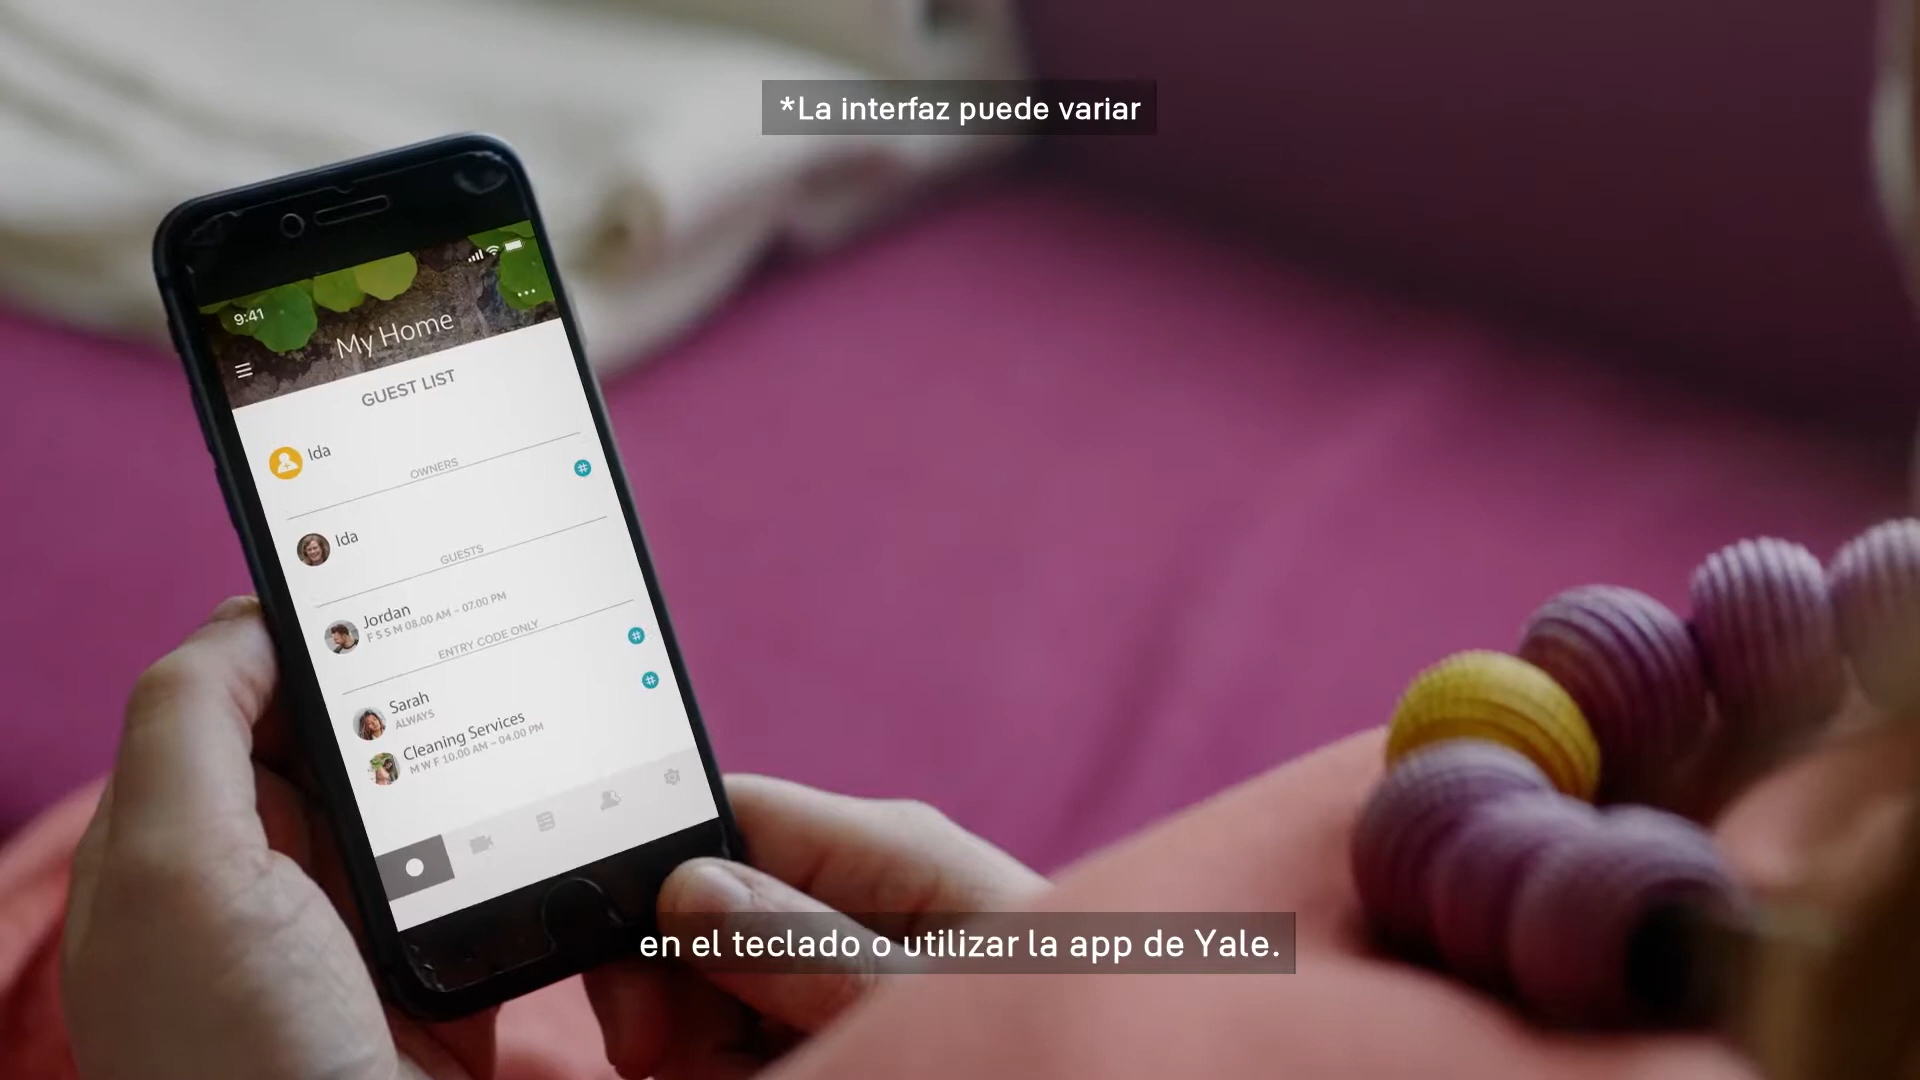 *La interfaz puede variar
9:41
My Home
GUEST LIST
Ida
OWNERS
Ida
GUESTS
Jordan
F S S M 08.00 AM – 07.00 PM
ENTRY CODE ONLY
Sarah
ALWAYS
Cleaning Services
M W F 10.00 AM – 04.00 PM
en el teclado o utilizar la app de Yale.